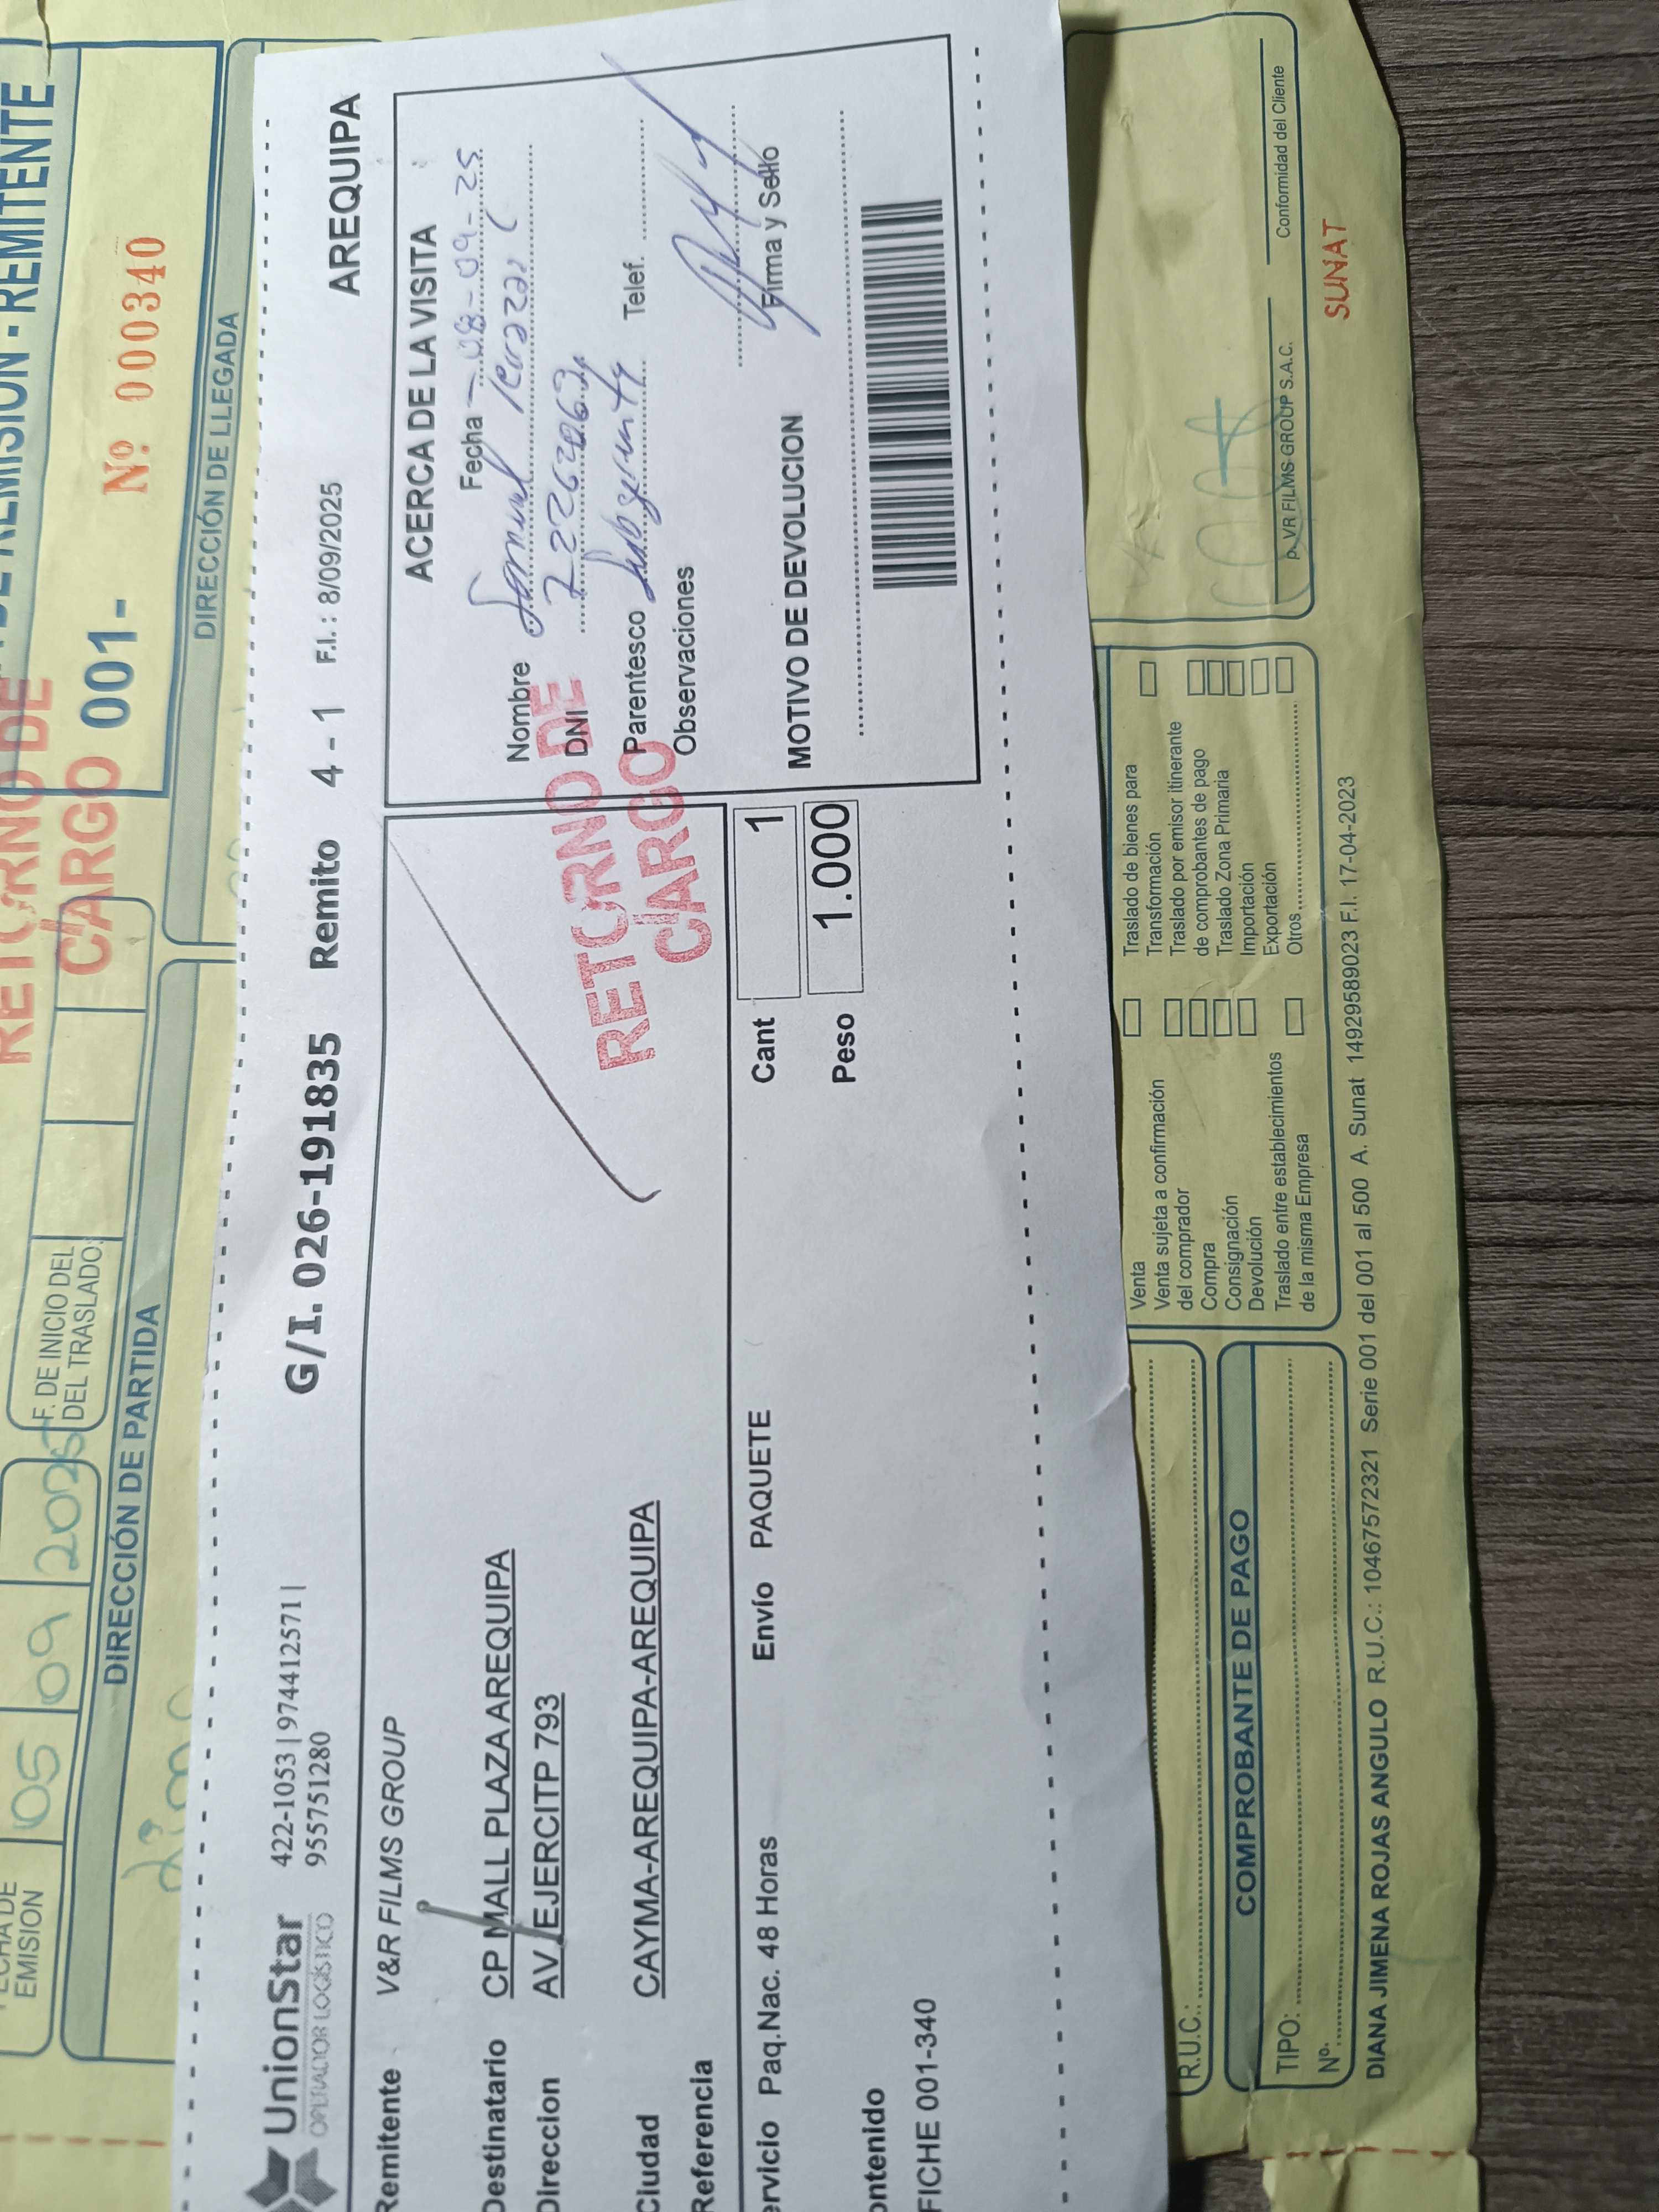 DE REMISION - REMITENTE
001- Nº 000340
RETORNO DE
CARGO
FECHA DE
EMISION
05 09 2025
F. DE INICIO DEL
DEL TRASLADO:
DIRECCIÓN DE PARTIDA
DIRECCIÓN DE LLEGADA
UnionStar
OPERADOR LOGÍSTICO
422-1053 | 974412571 |
955751280
G/I. 026-191835 Remito 4 - 1 F.I. : 8/09/2025 AREQUIPA
Remitente V&R FILMS GROUP
Destinatario CP MALL PLAZA AREQUIPA
Direccion AV. EJERCITP 793
Ciudad CAYMA-AREQUIPA-AREQUIPA
Referencia
RETORNO DE
CARGO
ACERCA DE LA VISITA
Fecha 08-09-25
Nombre Samuel
DNI
Parentesco Telef.
Observaciones
Firma y Sello
MOTIVO DE DEVOLUCION
ervicio Paq.Nac. 48 Horas Envío PAQUETE Cant 1
Peso 1.000
ontenido
FICHE 001-340
R.U.C.:
COMPROBANTE DE PAGO
TIPO:
Nº:
Venta
Venta sujeta a confirmación
del comprador
Compra
Consignación
Devolución
Traslado entre establecimientos
de la misma Empresa
Traslado de bienes para
Transformación
Traslado por emisor itinerante
de comprobantes de pago
Traslado Zona Primaria
Importación
Exportación
Otros
p. VR FILMS GROUP S.A.C.
Conformidad del Cliente
SUNAT
DIANA JIMENA ROJAS ANGULO R.U.C.: 10467572321 Serie 001 del 001 al 500 A. Sunat 14929589023 F.I. 17-04-2023